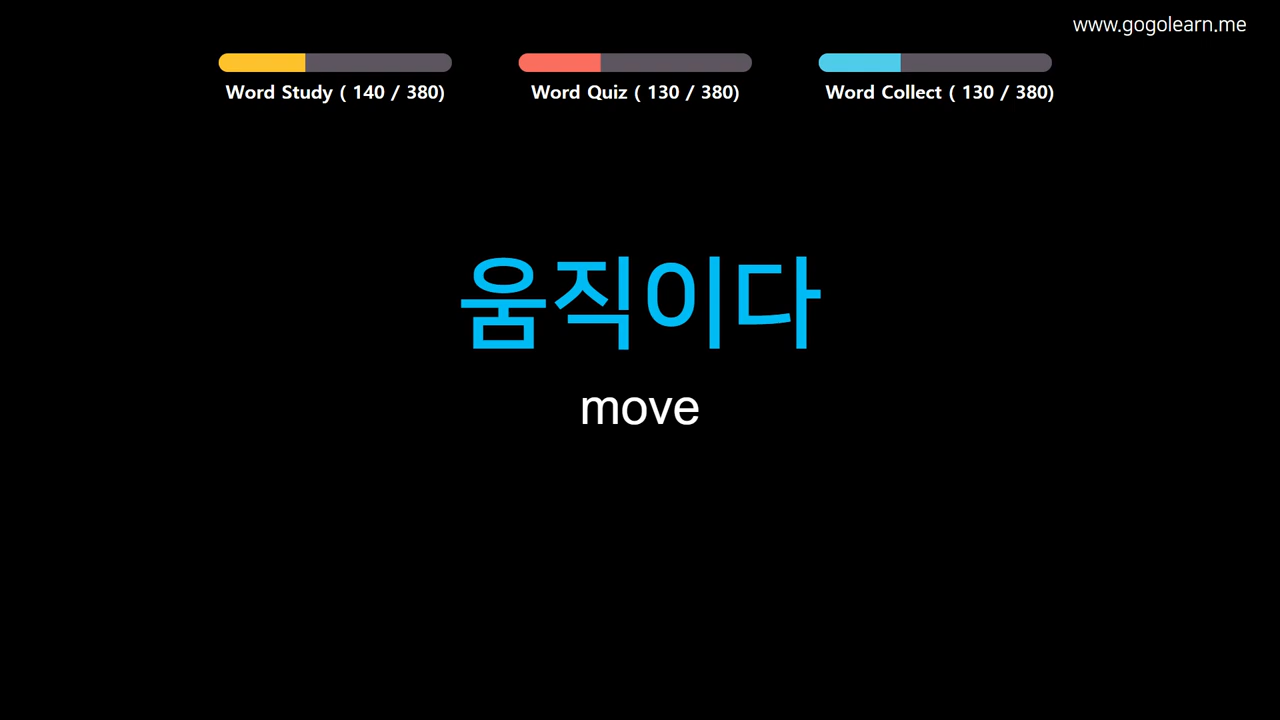 www.gogolearn.me
Word Study ( 140 / 380)
Word Quiz ( 130 / 380)
Word Collect ( 130 / 380)
움직이다
move